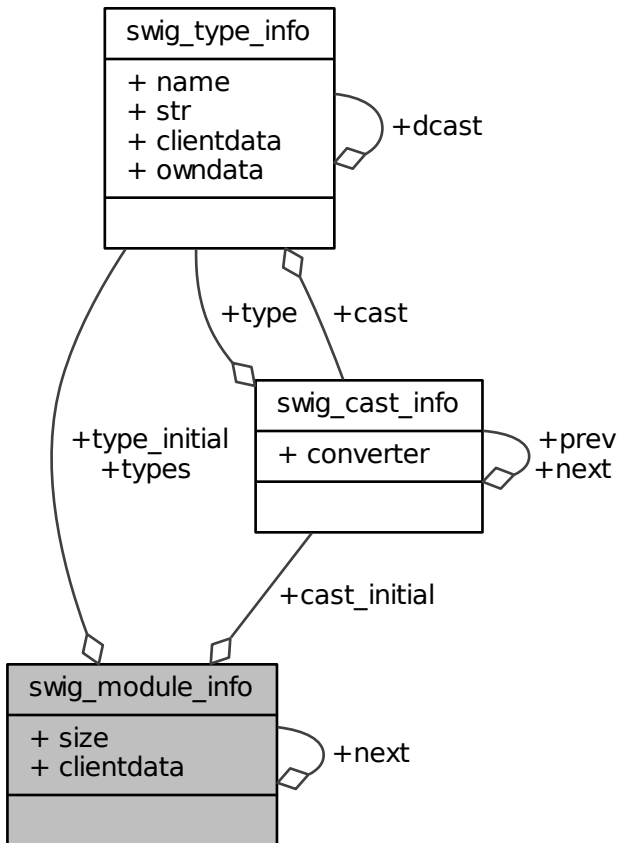 swig_type_info
+ name
+ str
+ clientdata
+ owndata
+dcast
+type
+cast
swig_cast_info
+ converter
+prev
+next
+type_initial
+types
+cast_initial
swig_module_info
+ size
+ clientdata
+next